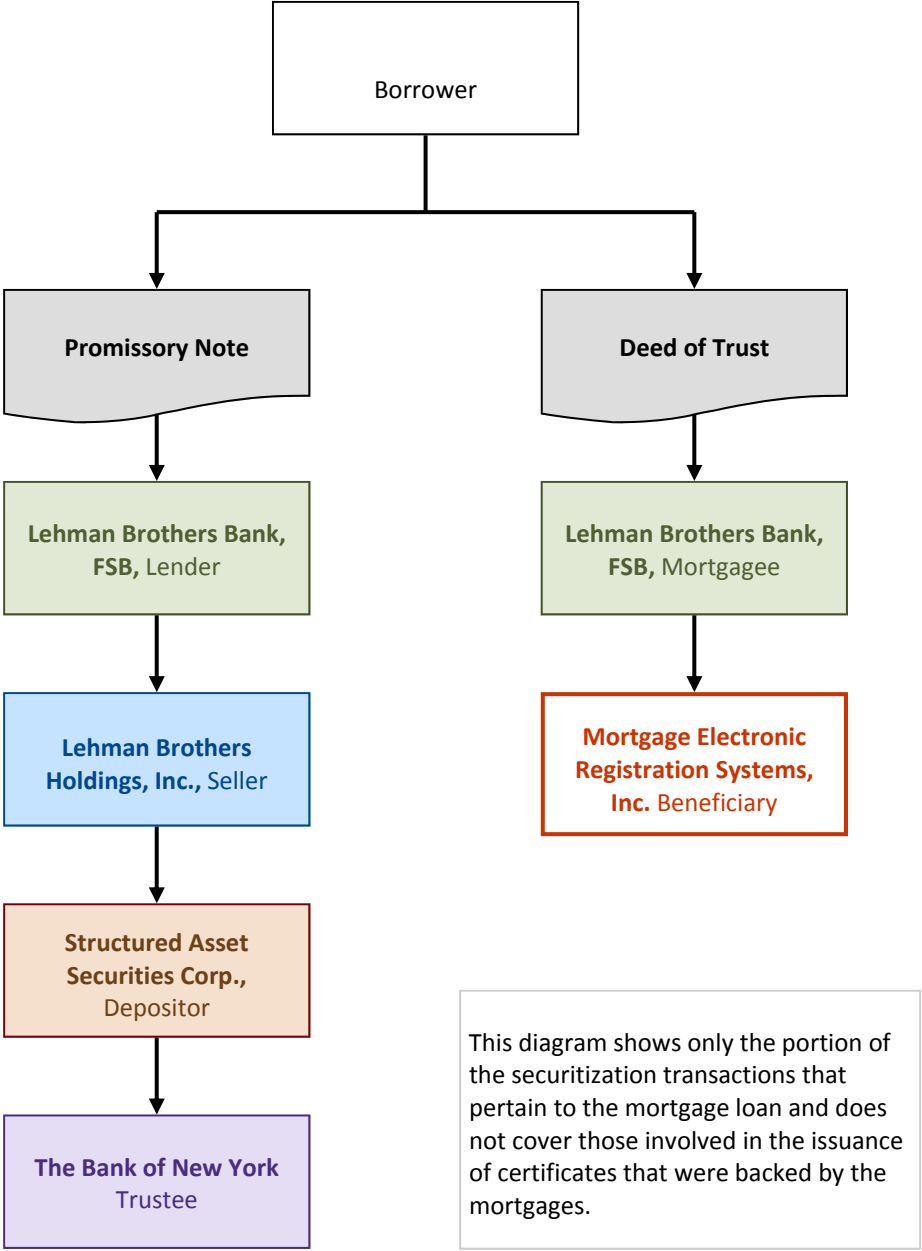 Borrower
Promissory Note
Deed of Trust
Lehman Brothers Bank,
FSB, Lender
Lehman Brothers Bank,
FSB, Mortgagee
Lehman Brothers
Holdings, Inc., Seller
Mortgage Electronic
Registration Systems,
Inc. Beneficiary
Structured Asset
Securities Corp.,
Depositor
This diagram shows only the portion of
the securitization transactions that
pertain to the mortgage loan and does
not cover those involved in the issuance
of certificates that were backed by the
mortgages.
The Bank of New York
Trustee